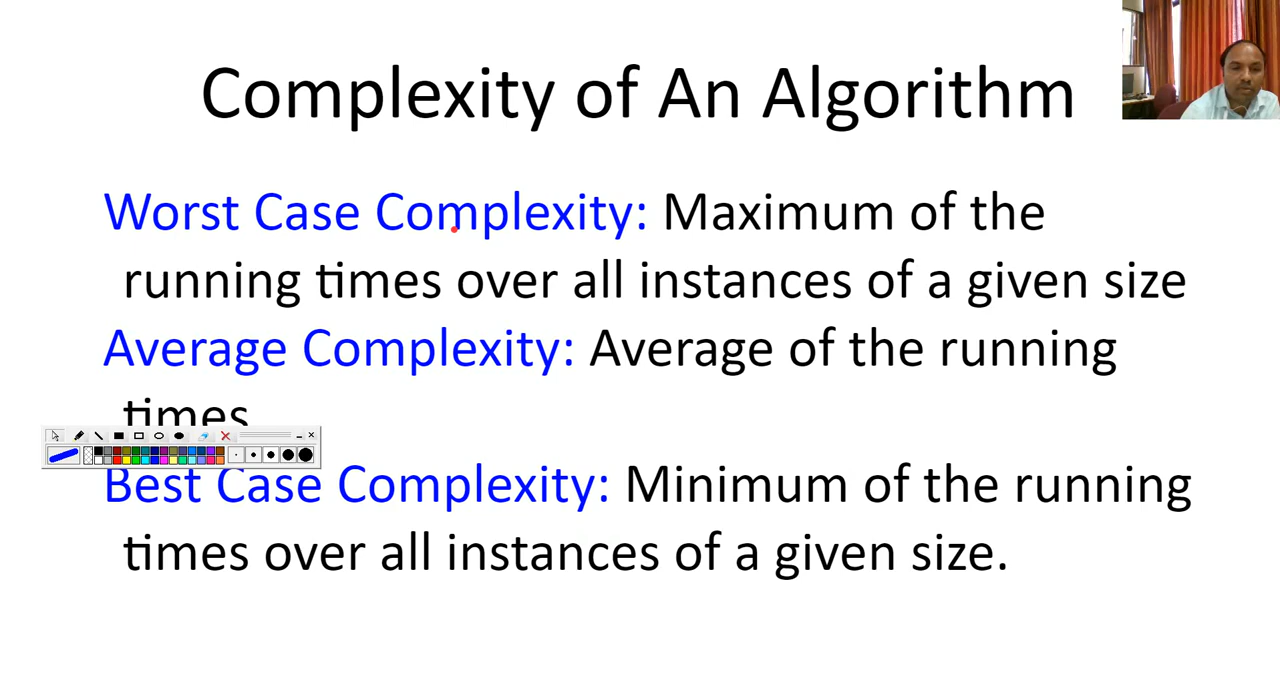 Complexity of An Algorithm
Worst Case Complexity: Maximum of the
running times over all instances of a given size
Average Complexity: Average of the running
times
Best Case Complexity: Minimum of the running
times over all instances of a given size.